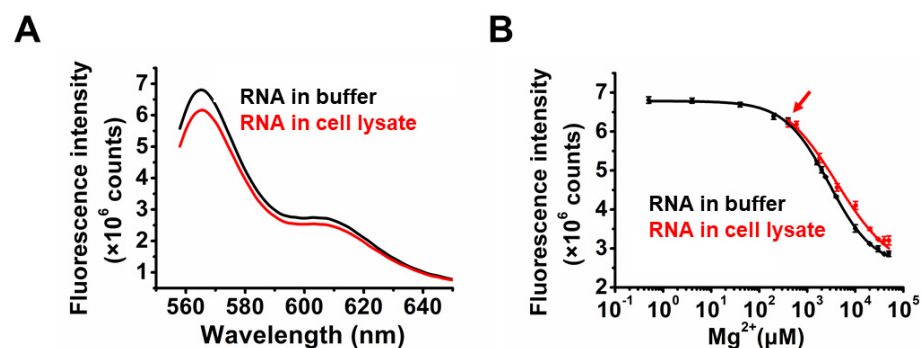 A
Fluorescence intensity
(×10⁶ counts)
7
6
5
4
3
2
1
RNA in buffer
RNA in cell lysate
560 580 600 620 640
Wavelength (nm)
B
Fluorescence intensity
(×10⁶ counts)
8
7
6
5
4
3
2
RNA in buffer
RNA in cell lysate
10⁻¹ 10⁰ 10¹ 10² 10³ 10⁴ 10⁵
Mg²⁺(µM)